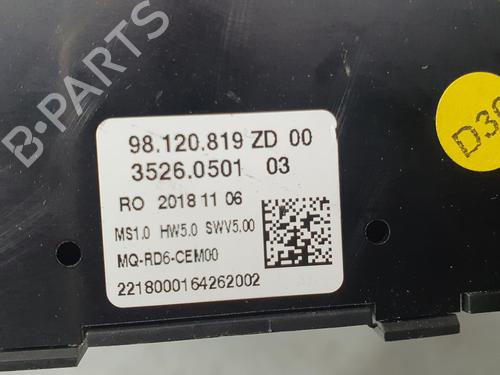 B-PARTS
98.120.819 ZD 00
3526.0501 03
RO 2018 11 06
MS1.0 HW5.0 SWV5.00
MQ-RD6-CEM00
2218000164262002